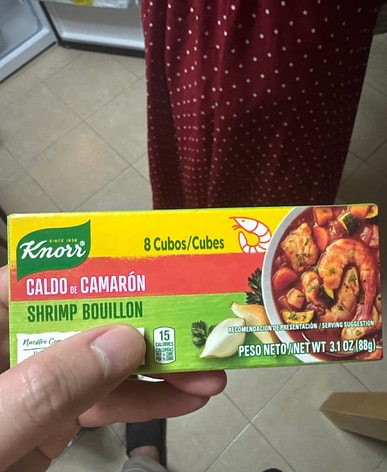 SINCE 1838
Knorr®
8 Cubos/Cubes
CALDO DE CAMARÓN
SHRIMP BOUILLON
Nuestro
15
CALORIES
RECOMENDACIÓN DE PRESENTACIÓN / SERVING SUGGESTION
PESO NETO/NET WT 3.1 OZ (88g)